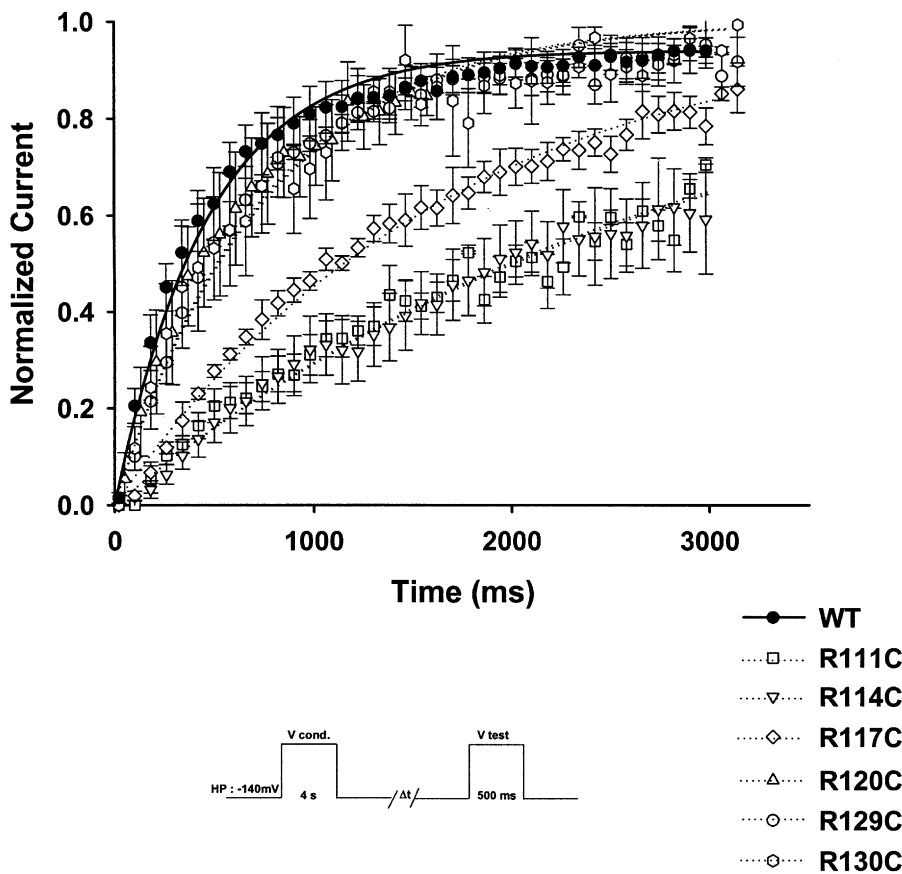 1.0
0.8
0.6
0.4
0.2
0.0
Normalized Current
0
1000
2000
3000
Time (ms)
WT
R111C
R114C
R117C
R120C
R129C
R130C
V cond.
V test
HP : -140mV
4 s
Δt
500 ms